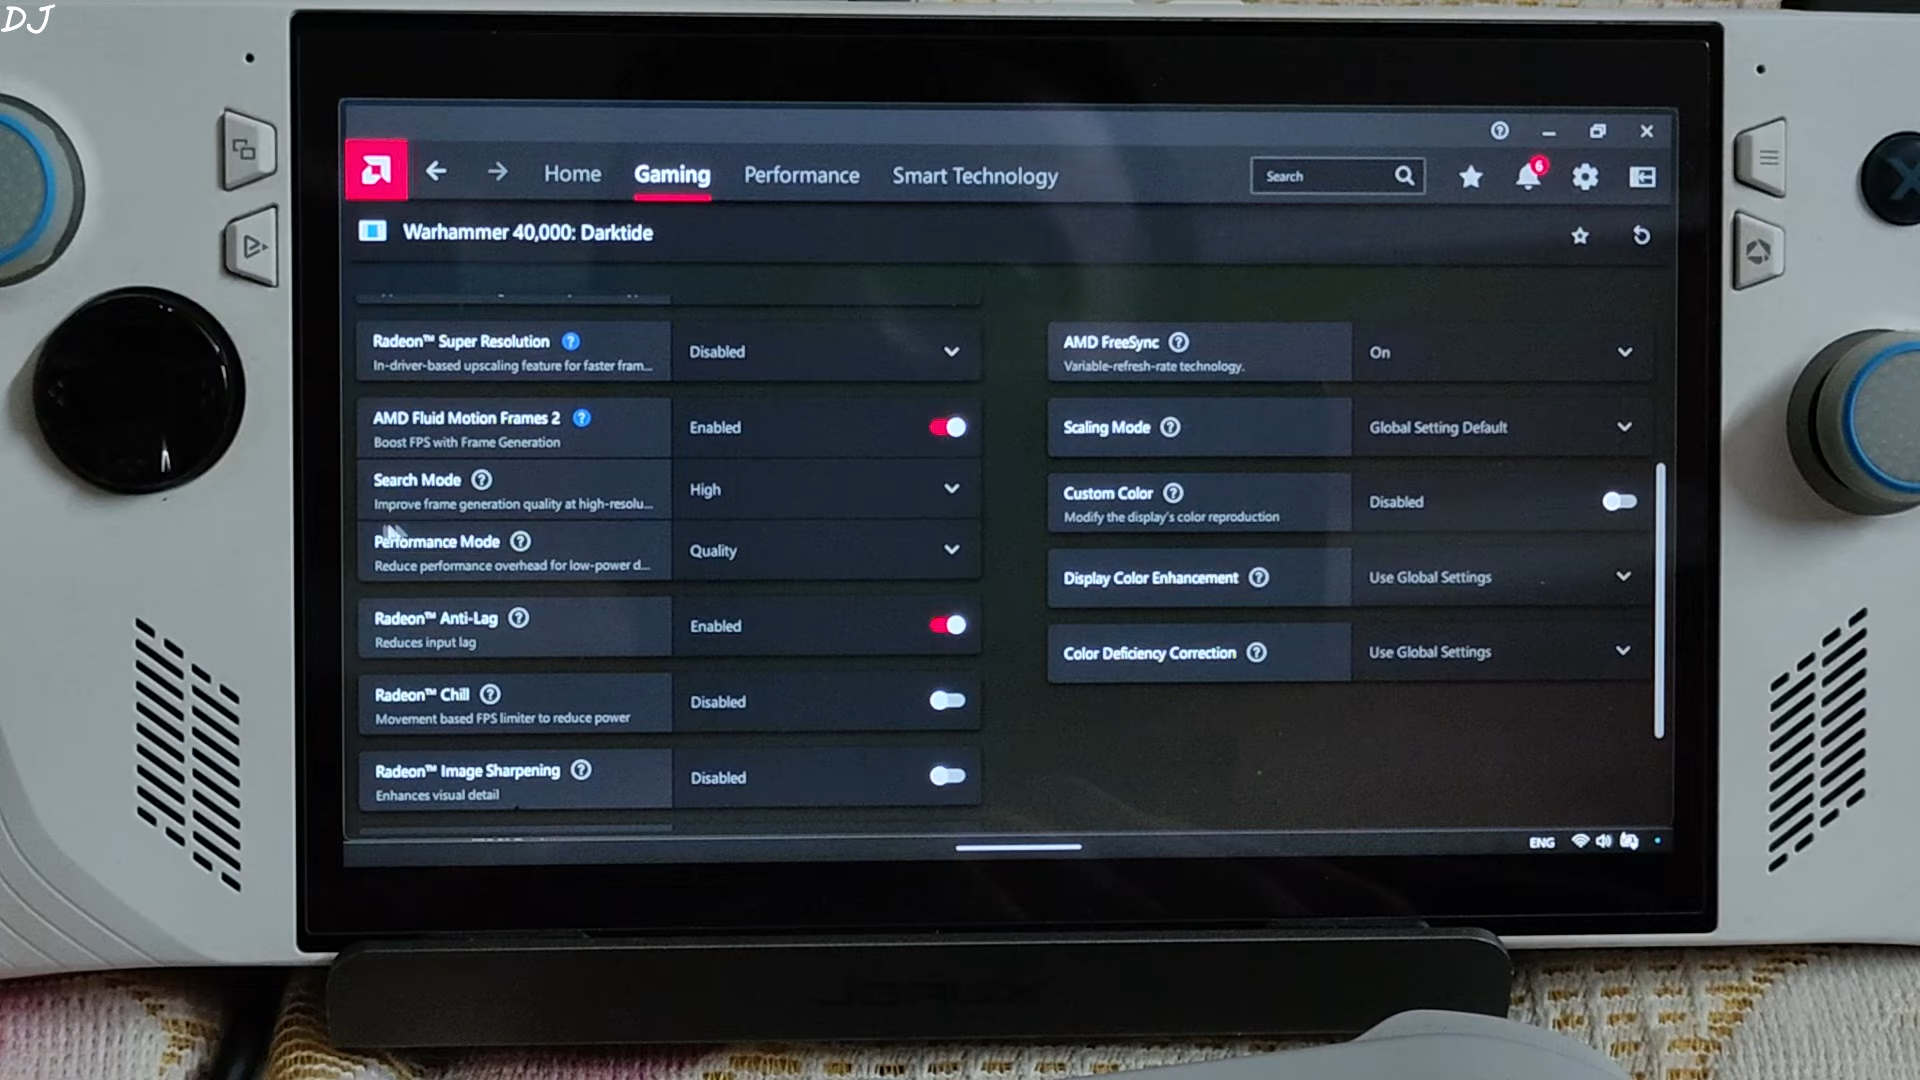 DJ
Home Gaming Performance Smart Technology Search 6
Warhammer 40,000: Darktide
Radeon™ Super Resolution
In-driver-based upscaling feature for faster fram...
Disabled
AMD Fluid Motion Frames 2
Boost FPS with Frame Generation
Enabled
Search Mode
Improve frame generation quality at high-resolu...
High
Performance Mode
Reduce performance overhead for low-power d...
Quality
Radeon™ Anti-Lag
Reduces input lag
Enabled
Radeon™ Chill
Movement based FPS limiter to reduce power
Disabled
Radeon™ Image Sharpening
Enhances visual detail
Disabled
AMD FreeSync
Variable-refresh-rate technology.
On
Scaling Mode
Global Setting Default
Custom Color
Modify the display's color reproduction
Disabled
Display Color Enhancement
Use Global Settings
Color Deficiency Correction
Use Global Settings
ENG
X